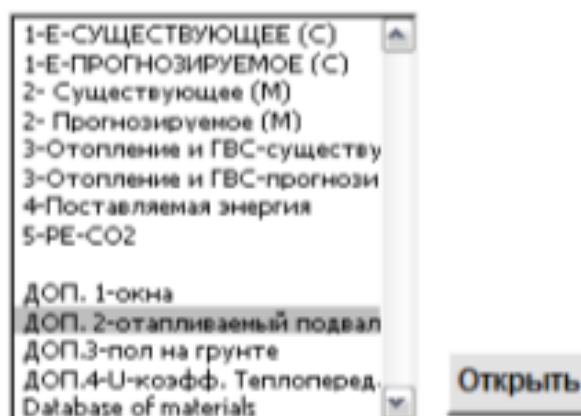 1-Е-СУЩЕСТВУЮЩЕЕ (С)
1-Е-ПРОГНОЗИРУЕМОЕ (С)
2- Существующее (М)
2- Прогнозируемое (М)
3-Отопление и ГВС-существу
3-Отопление и ГВС-прогнози
4-Поставляемая энергия
5-PE-CO2
ДОП. 1-окна
ДОП. 2-отапливаемый подвал
ДОП.3-пол на грунте
ДОП.4-U-коэфф. Теплоперед.
Database of materials
Открыть